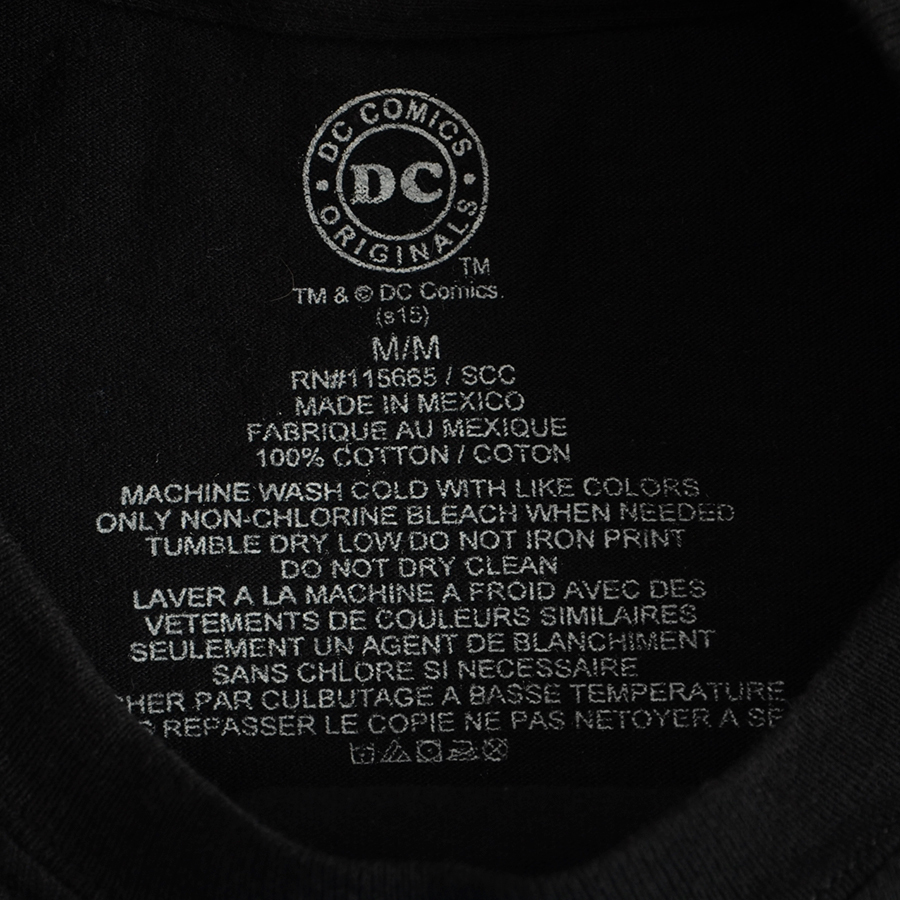 DC COMICS
DC
ORIGINALS
TM
TM & © DC Comics.
(s15)
M/M
RN#115665 / SCC
MADE IN MEXICO
FABRIQUE AU MEXIQUE
100% COTTON / COTON
MACHINE WASH COLD WITH LIKE COLORS
ONLY NON-CHLORINE BLEACH WHEN NEEDED
TUMBLE DRY LOW DO NOT IRON PRINT
DO NOT DRY CLEAN
LAVER A LA MACHINE A FROID AVEC DES
VETEMENTS DE COULEURS SIMILAIRES
SEULEMENT UN AGENT DE BLANCHIMENT
SANS CHLORE SI NECESSAIRE
PAR CULBUTAGE A BASSE TEMPERATURE
REPASSER LE COPIE NE PAS NETOYER A